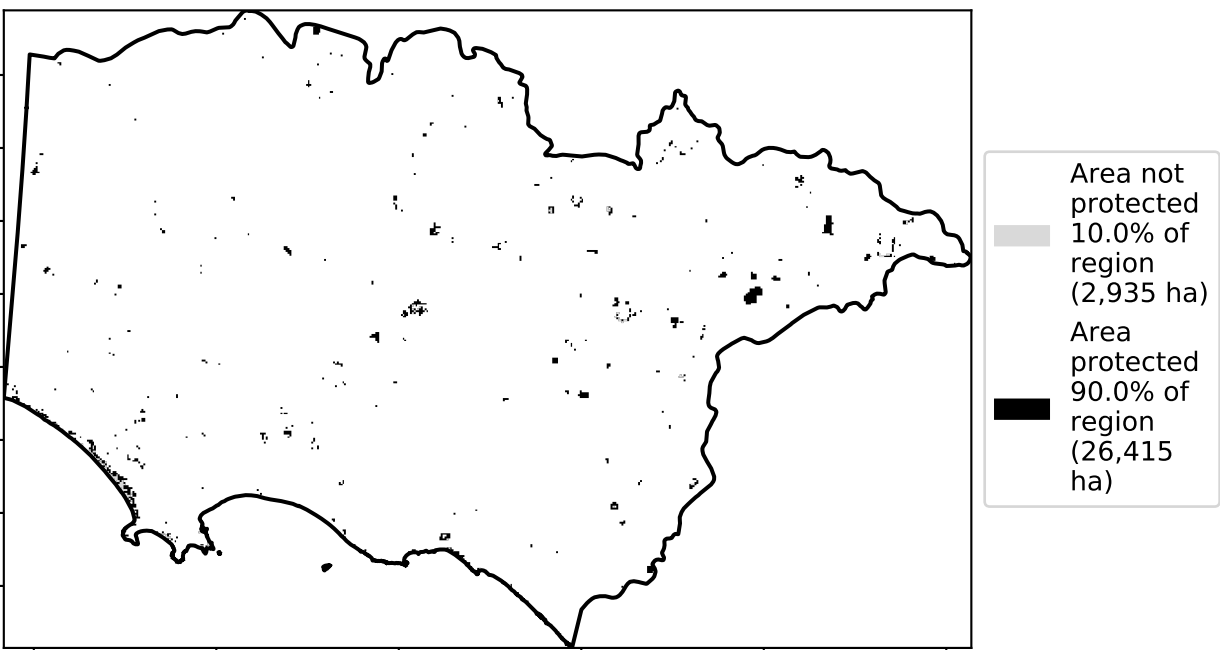 Area not
protected
10.0% of
region
(2,935 ha)
Area
protected
90.0% of
region
(26,415
ha)